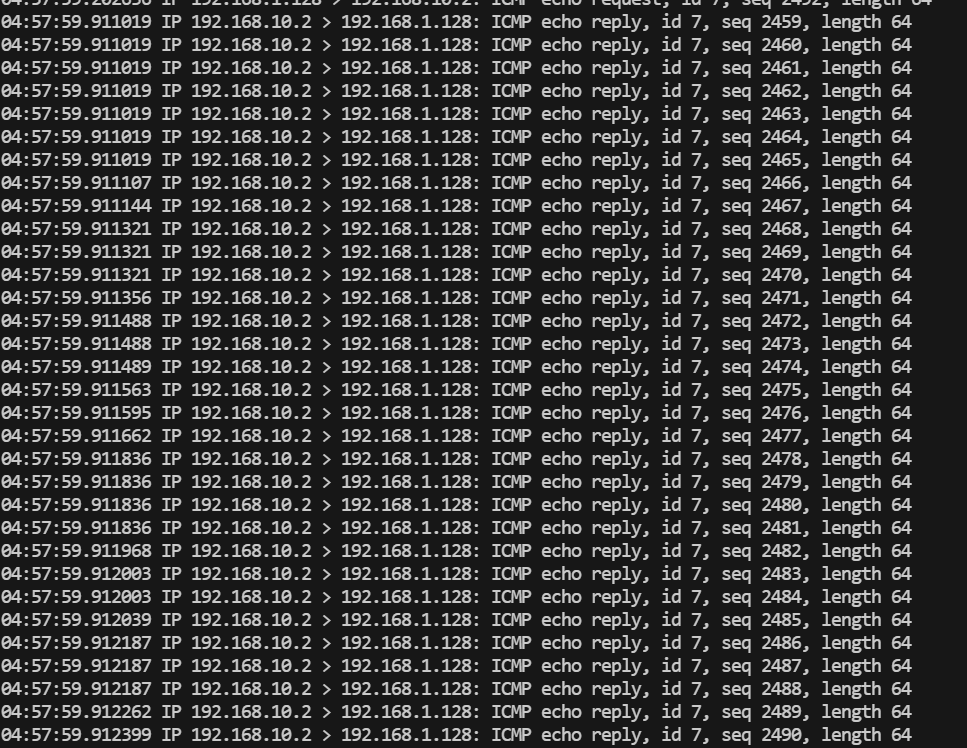 04:57:59.202656 IP 192.168.1.128 > 192.168.10.2: ICMP echo request, id 7, seq 2492, length 64
04:57:59.911019 IP 192.168.10.2 > 192.168.1.128: ICMP echo reply, id 7, seq 2459, length 64
04:57:59.911019 IP 192.168.10.2 > 192.168.1.128: ICMP echo reply, id 7, seq 2460, length 64
04:57:59.911019 IP 192.168.10.2 > 192.168.1.128: ICMP echo reply, id 7, seq 2461, length 64
04:57:59.911019 IP 192.168.10.2 > 192.168.1.128: ICMP echo reply, id 7, seq 2462, length 64
04:57:59.911019 IP 192.168.10.2 > 192.168.1.128: ICMP echo reply, id 7, seq 2463, length 64
04:57:59.911019 IP 192.168.10.2 > 192.168.1.128: ICMP echo reply, id 7, seq 2464, length 64
04:57:59.911019 IP 192.168.10.2 > 192.168.1.128: ICMP echo reply, id 7, seq 2465, length 64
04:57:59.911107 IP 192.168.10.2 > 192.168.1.128: ICMP echo reply, id 7, seq 2466, length 64
04:57:59.911144 IP 192.168.10.2 > 192.168.1.128: ICMP echo reply, id 7, seq 2467, length 64
04:57:59.911321 IP 192.168.10.2 > 192.168.1.128: ICMP echo reply, id 7, seq 2468, length 64
04:57:59.911321 IP 192.168.10.2 > 192.168.1.128: ICMP echo reply, id 7, seq 2469, length 64
04:57:59.911321 IP 192.168.10.2 > 192.168.1.128: ICMP echo reply, id 7, seq 2470, length 64
04:57:59.911356 IP 192.168.10.2 > 192.168.1.128: ICMP echo reply, id 7, seq 2471, length 64
04:57:59.911488 IP 192.168.10.2 > 192.168.1.128: ICMP echo reply, id 7, seq 2472, length 64
04:57:59.911488 IP 192.168.10.2 > 192.168.1.128: ICMP echo reply, id 7, seq 2473, length 64
04:57:59.911489 IP 192.168.10.2 > 192.168.1.128: ICMP echo reply, id 7, seq 2474, length 64
04:57:59.911563 IP 192.168.10.2 > 192.168.1.128: ICMP echo reply, id 7, seq 2475, length 64
04:57:59.911595 IP 192.168.10.2 > 192.168.1.128: ICMP echo reply, id 7, seq 2476, length 64
04:57:59.911662 IP 192.168.10.2 > 192.168.1.128: ICMP echo reply, id 7, seq 2477, length 64
04:57:59.911836 IP 192.168.10.2 > 192.168.1.128: ICMP echo reply, id 7, seq 2478, length 64
04:57:59.911836 IP 192.168.10.2 > 192.168.1.128: ICMP echo reply, id 7, seq 2479, length 64
04:57:59.911836 IP 192.168.10.2 > 192.168.1.128: ICMP echo reply, id 7, seq 2480, length 64
04:57:59.911836 IP 192.168.10.2 > 192.168.1.128: ICMP echo reply, id 7, seq 2481, length 64
04:57:59.911968 IP 192.168.10.2 > 192.168.1.128: ICMP echo reply, id 7, seq 2482, length 64
04:57:59.912003 IP 192.168.10.2 > 192.168.1.128: ICMP echo reply, id 7, seq 2483, length 64
04:57:59.912003 IP 192.168.10.2 > 192.168.1.128: ICMP echo reply, id 7, seq 2484, length 64
04:57:59.912039 IP 192.168.10.2 > 192.168.1.128: ICMP echo reply, id 7, seq 2485, length 64
04:57:59.912187 IP 192.168.10.2 > 192.168.1.128: ICMP echo reply, id 7, seq 2486, length 64
04:57:59.912187 IP 192.168.10.2 > 192.168.1.128: ICMP echo reply, id 7, seq 2487, length 64
04:57:59.912187 IP 192.168.10.2 > 192.168.1.128: ICMP echo reply, id 7, seq 2488, length 64
04:57:59.912262 IP 192.168.10.2 > 192.168.1.128: ICMP echo reply, id 7, seq 2489, length 64
04:57:59.912399 IP 192.168.10.2 > 192.168.1.128: ICMP echo reply, id 7, seq 2490, length 64